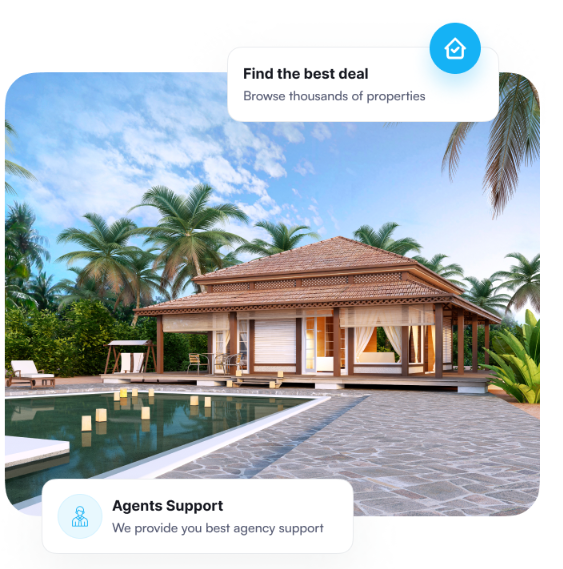 Find the best deal
Browse thousands of properties
Agents Support
We provide you best agency support